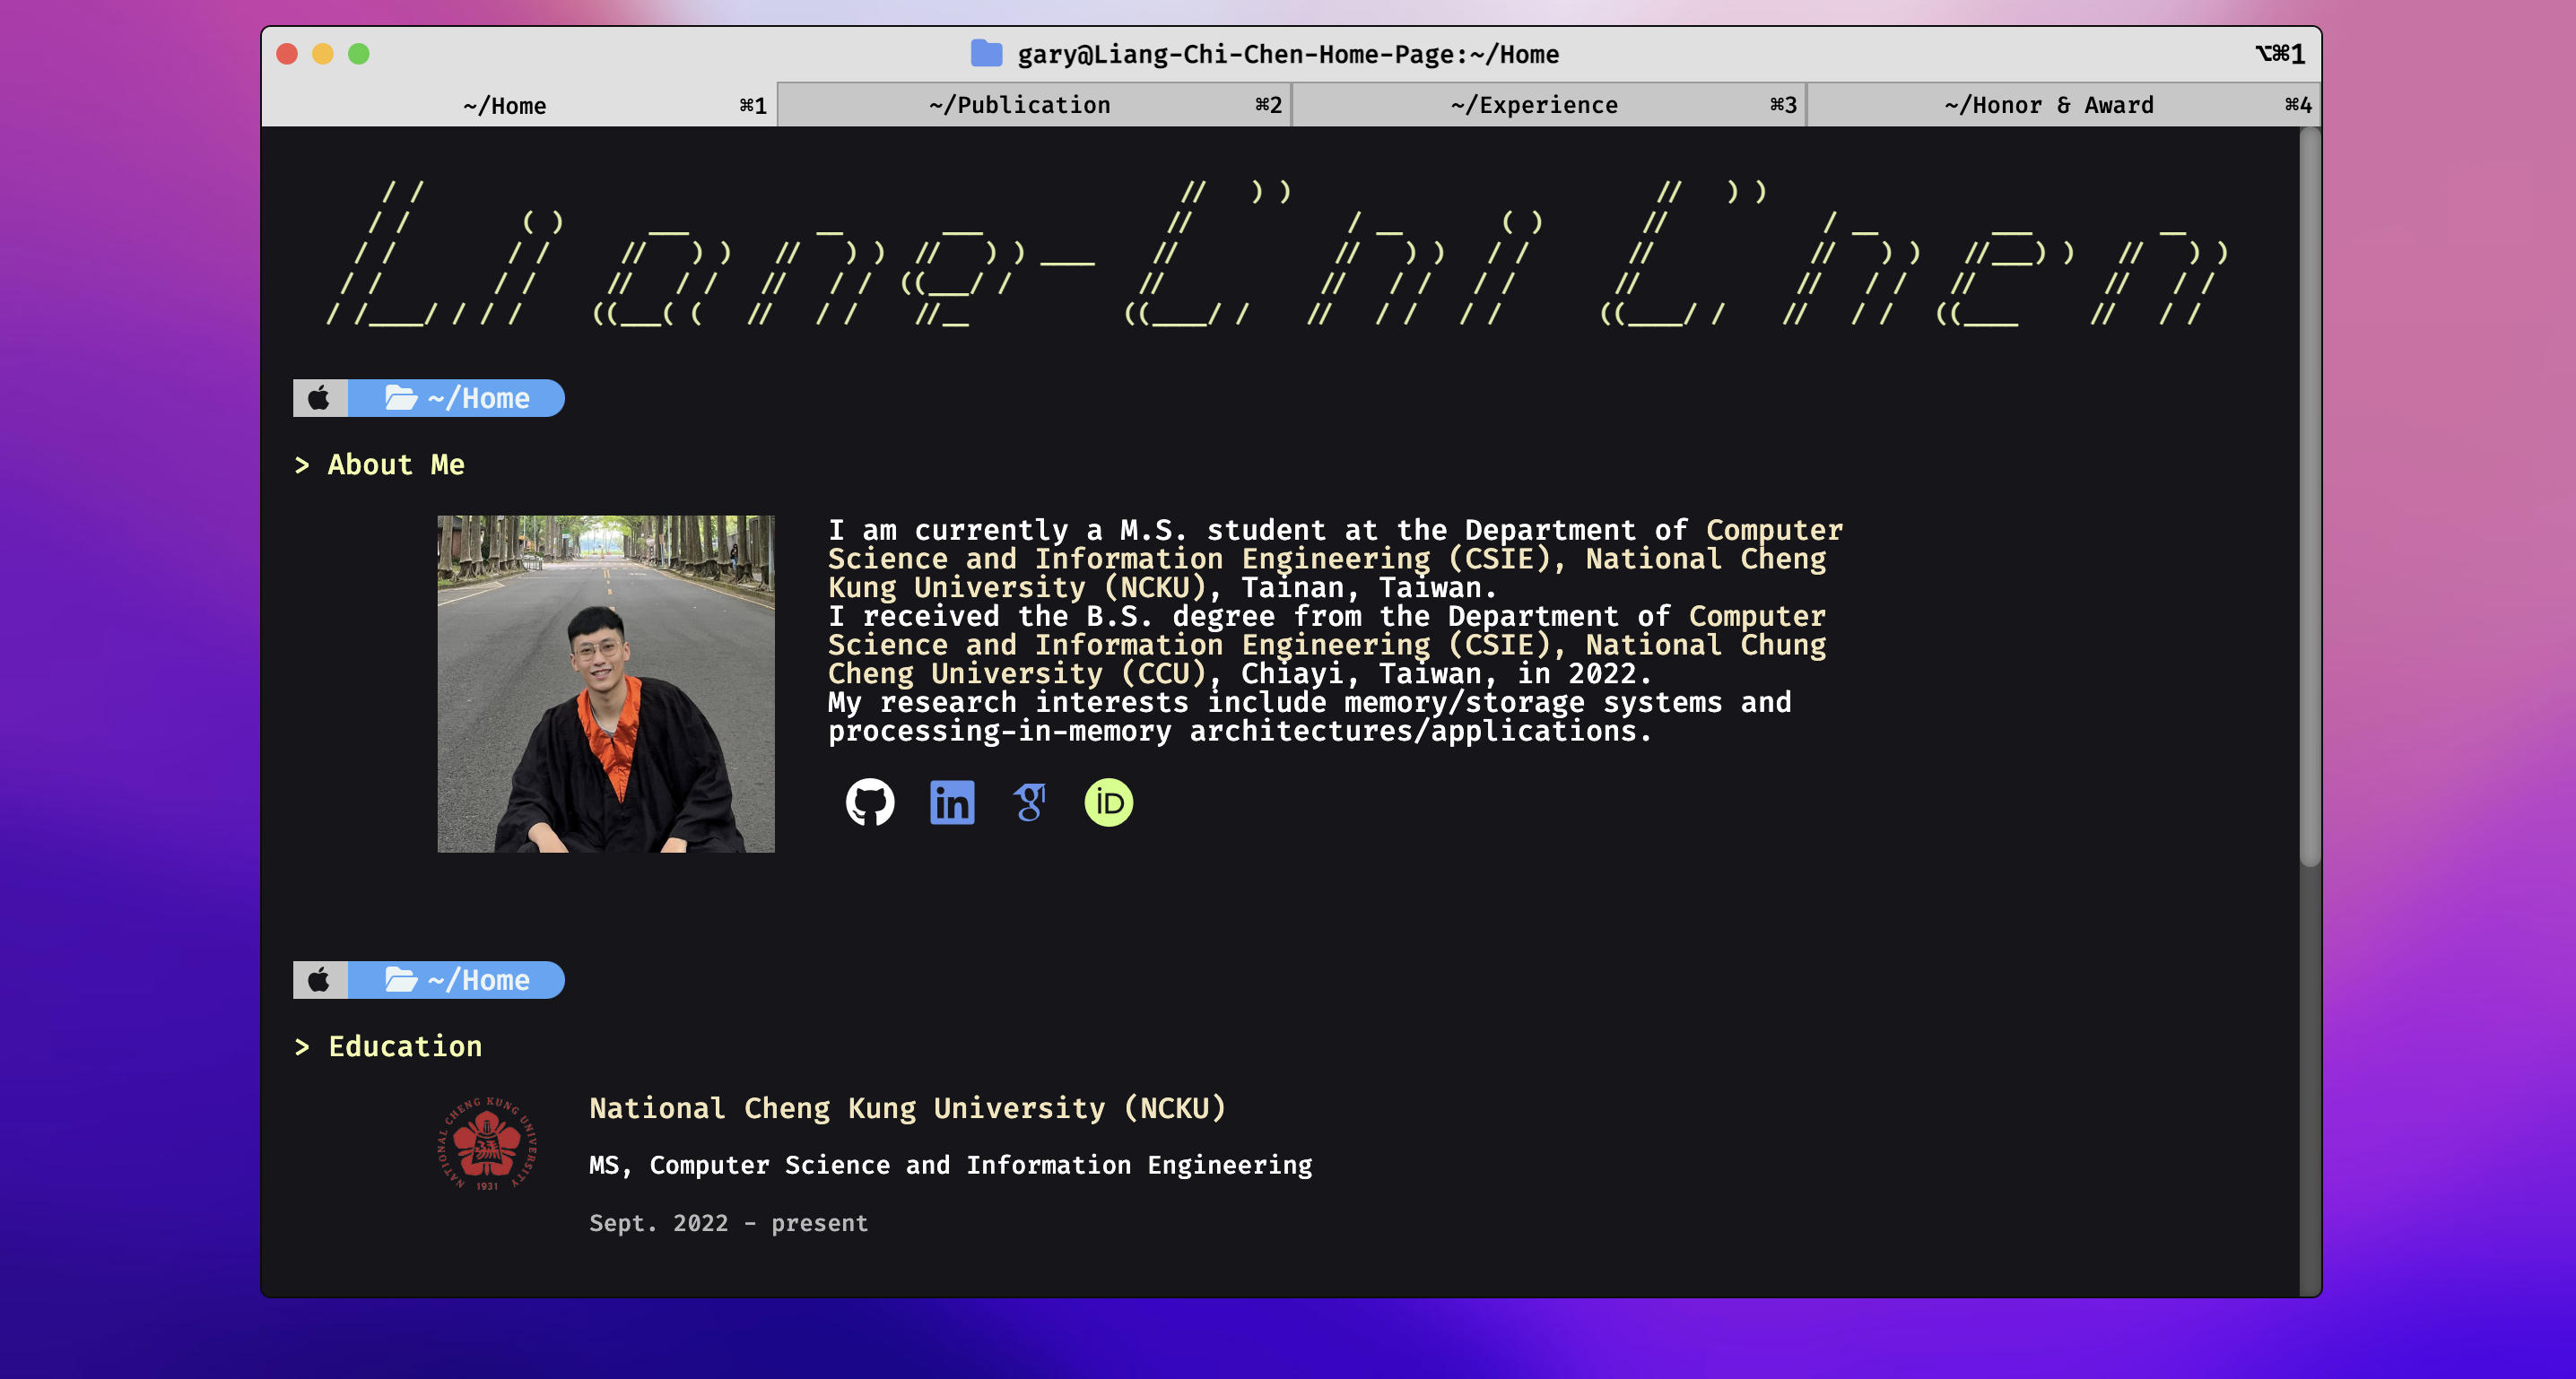 gary@Liang-Chi-Chen-Home-Page:~/Home
⌥⌘1
~/Home ⌘1
~/Publication ⌘2
~/Experience ⌘3
~/Honor & Award ⌘4
Liang-Chi Chen
~/Home
> About Me
I am currently a M.S. student at the Department of Computer
Science and Information Engineering (CSIE), National Cheng
Kung University (NCKU), Tainan, Taiwan.
I received the B.S. degree from the Department of Computer
Science and Information Engineering (CSIE), National Chung
Cheng University (CCU), Chiayi, Taiwan, in 2022.
My research interests include memory/storage systems and
processing-in-memory architectures/applications.
in
g
iD
~/Home
> Education
NATIONAL CHENG KUNG UNIVERSITY
1931
National Cheng Kung University (NCKU)
MS, Computer Science and Information Engineering
Sept. 2022 - present